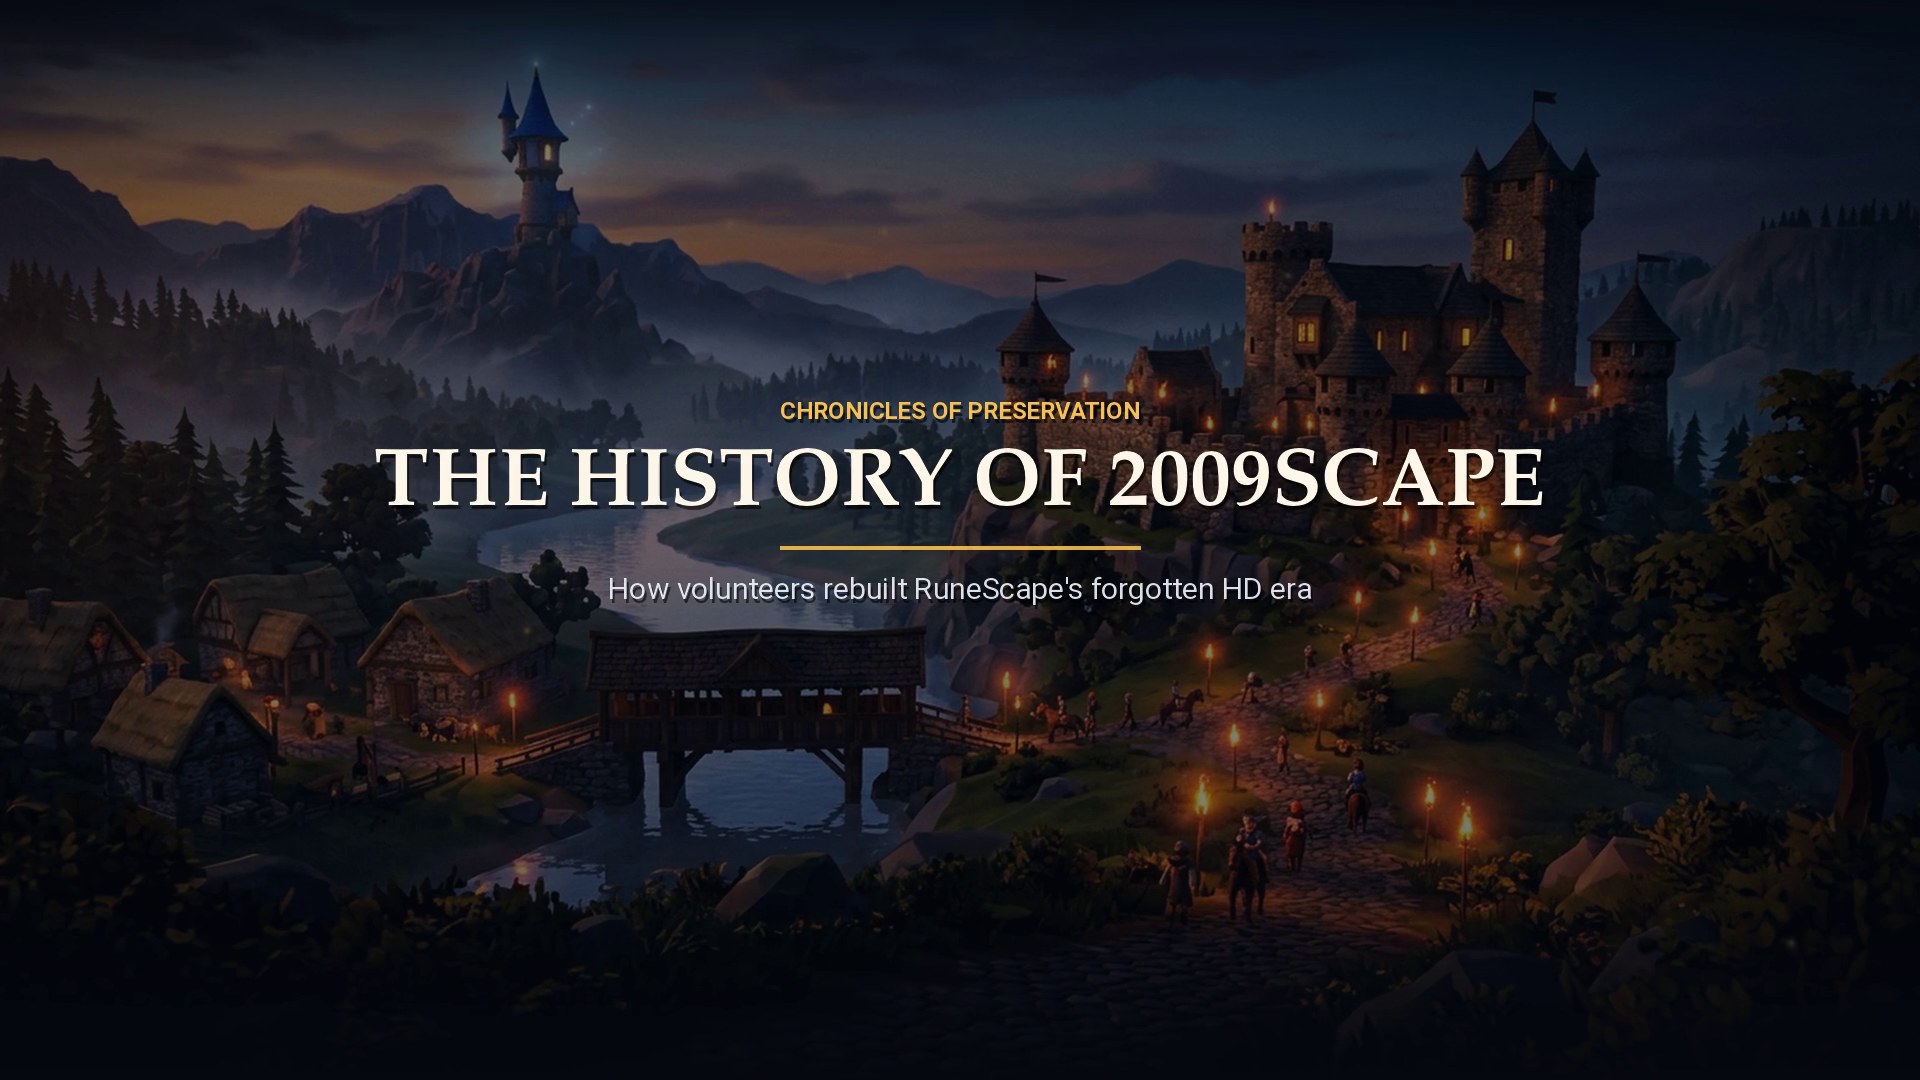 CHRONICLES OF PRESERVATION
THE HISTORY OF 2009SCAPE
How volunteers rebuilt RuneScape's forgotten HD era